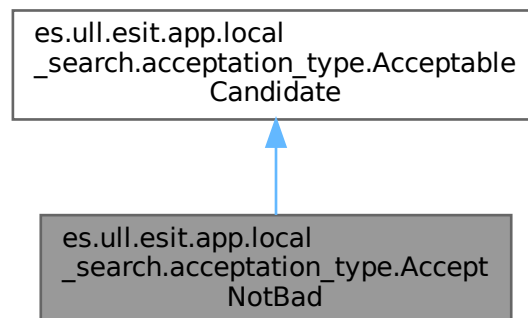 es.ull.esit.app.local
_search.acceptation_type.Acceptable
Candidate
es.ull.esit.app.local
_search.acceptation_type.Accept
NotBad